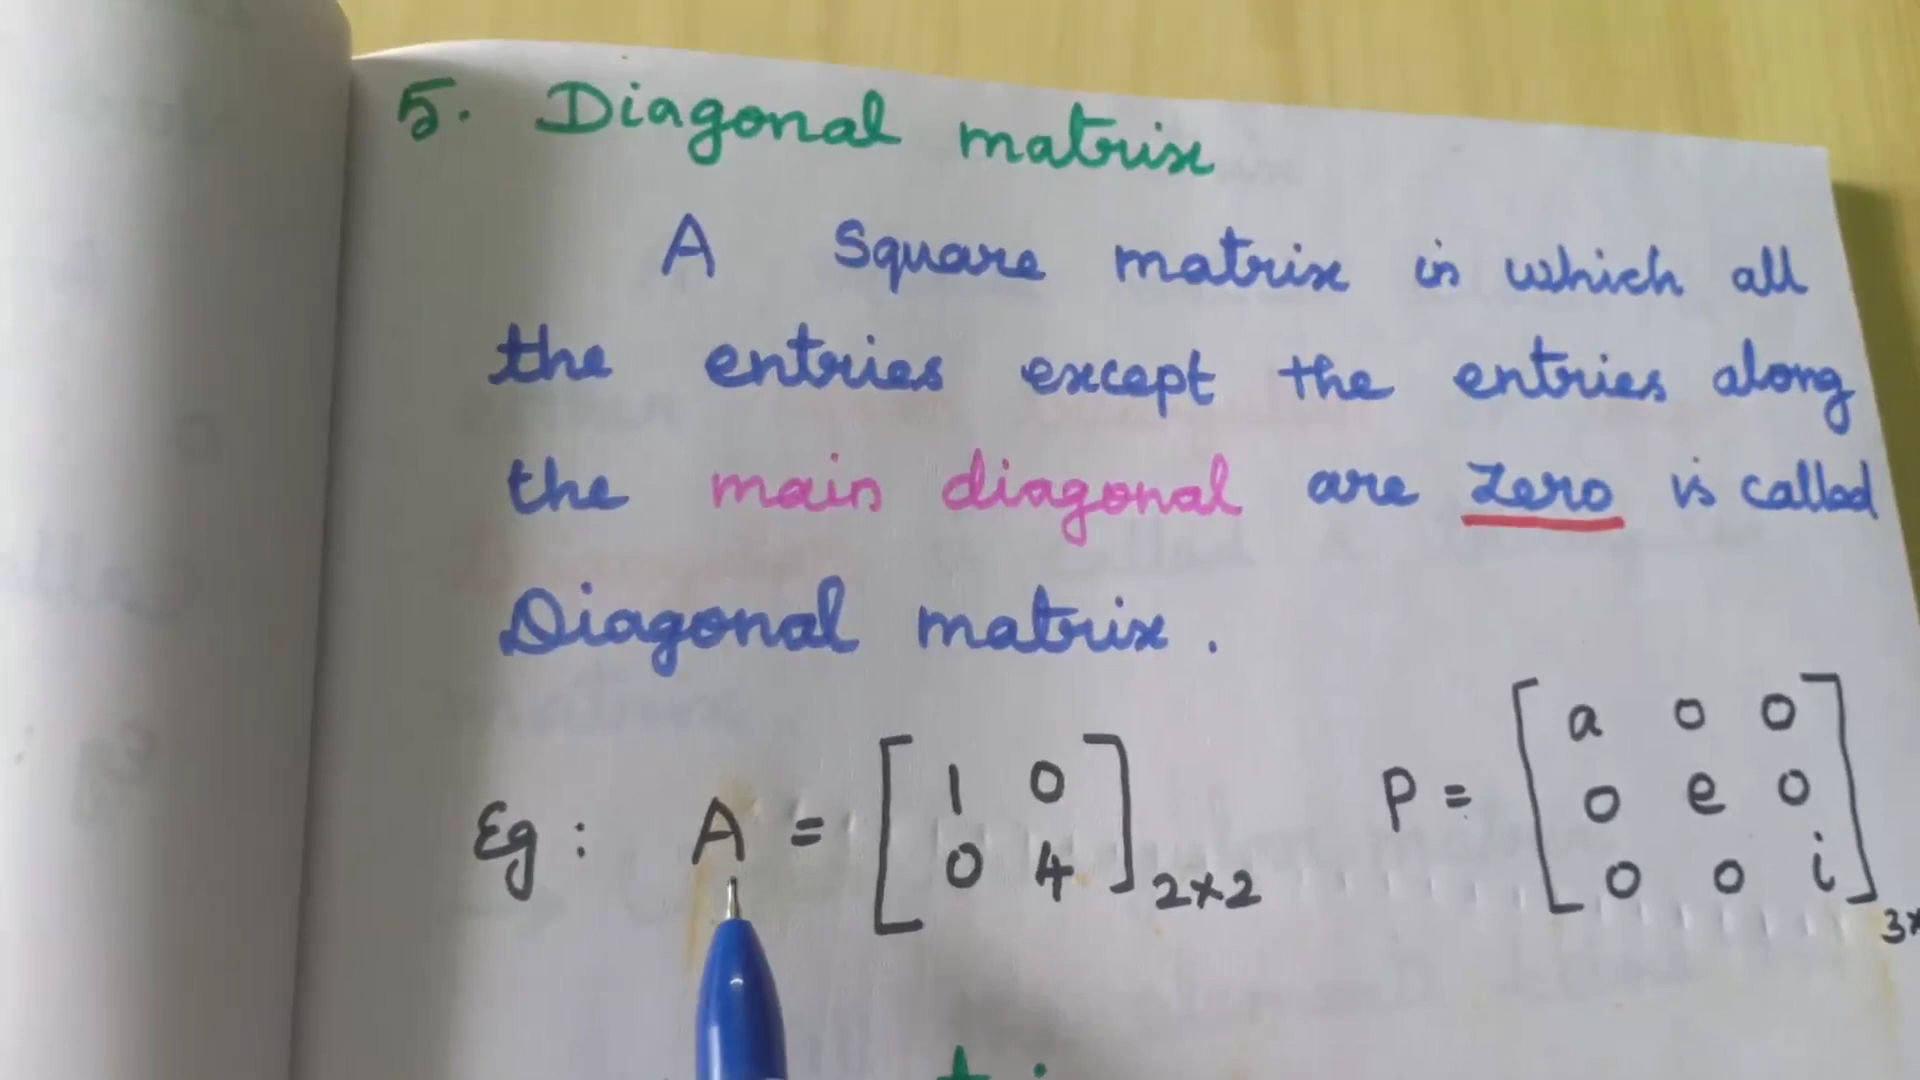 5. Diagonal matrix
A Square matrix in which all
the entries except the entries along
the main diagonal are zero is called
Diagonal matrix.
Eg : A = [ 1 0
0 4 ] 2×2
P = [ a 0 0
0 e 0
0 0 i ] 3×